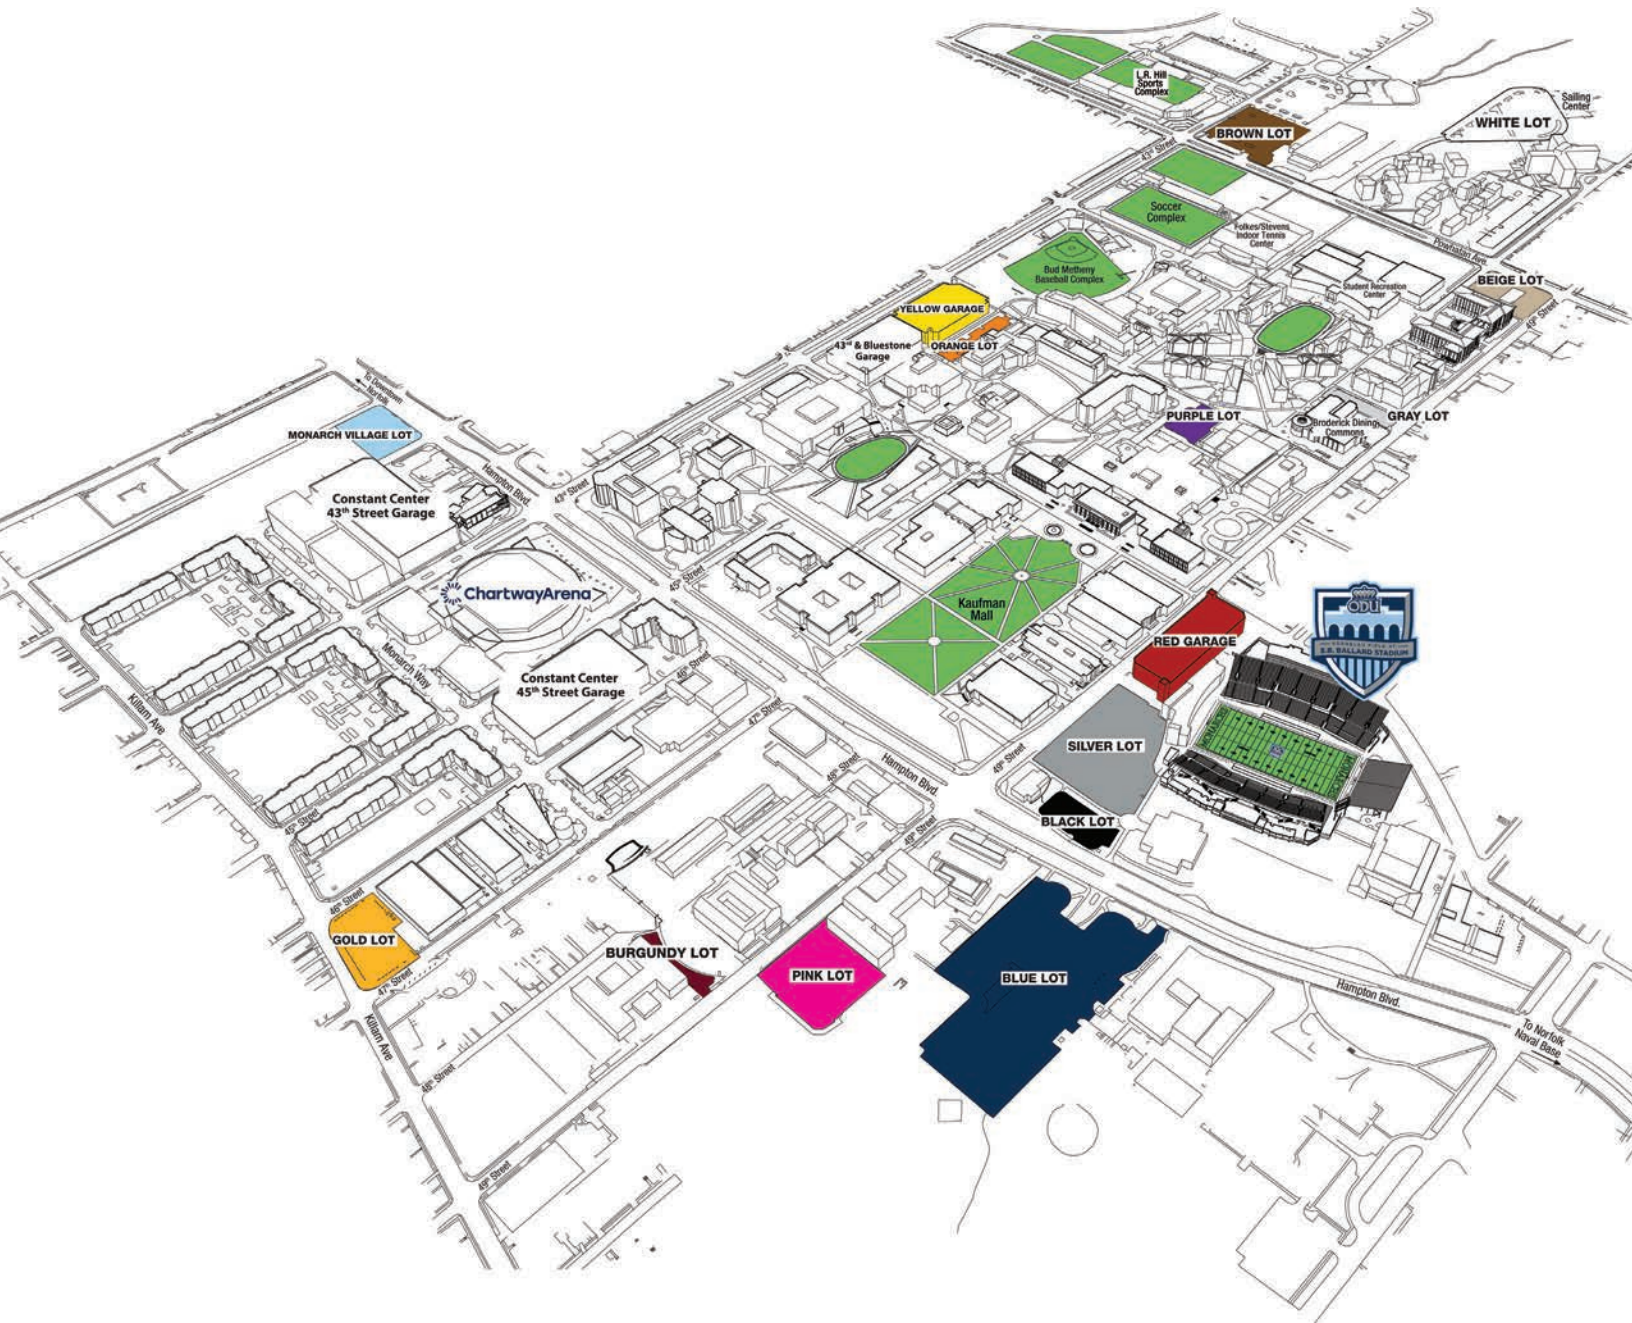 L.R. Hill
Sports
Complex
Sailing
Center
WHITE LOT
BROWN LOT
43rd Street
Soccer
Complex
Folkes/Stevens
Indoor Tennis
Center
Powhatan Ave.
Bud Metheny
Baseball Complex
Student Recreation
Center
BEIGE LOT
49th Street
YELLOW GARAGE
ORANGE LOT
43rd & Bluestone
Garage
To Downtown
Norfolk
MONARCH VILLAGE LOT
PURPLE LOT
GRAY LOT
Broderick Dining
Commons
Hampton Blvd.
43rd Street
Constant Center
43th Street Garage
45th Street
ChartwayArena
Kaufman
Mall
ODU
S.B. BALLARD STADIUM
RED GARAGE
Monarch Way
46th Street
Constant Center
45th Street Garage
Killam Ave
47th Street
SILVER LOT
49th Street
Hampton Blvd.
48th Street
BLACK LOT
45th Street
49th Street
46th Street
GOLD LOT
BURGUNDY LOT
PINK LOT
BLUE LOT
47th Street
Hampton Blvd.
Killam Ave
To Norfolk
Naval Base
48th Street
49th Street